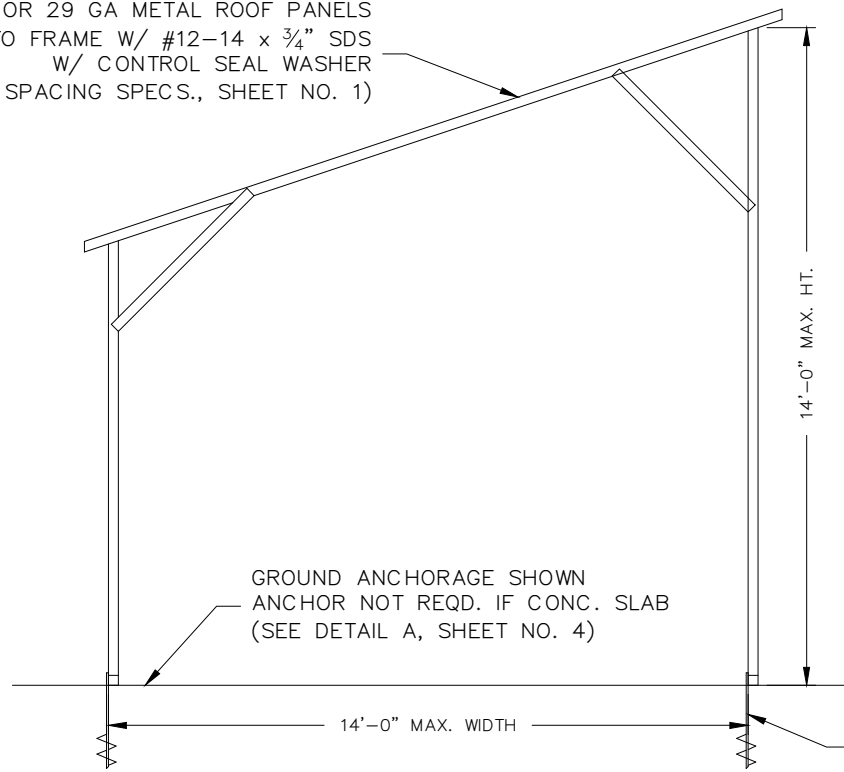 OR 29 GA METAL ROOF PANELS
TO FRAME W/ #12-14 x 3/4" SDS
W/ CONTROL SEAL WASHER
SPACING SPECS., SHEET NO. 1)
14'-0" MAX. HT.
GROUND ANCHORAGE SHOWN
ANCHOR NOT REQD. IF CONC. SLAB
(SEE DETAIL A, SHEET NO. 4)
14'-0" MAX. WIDTH